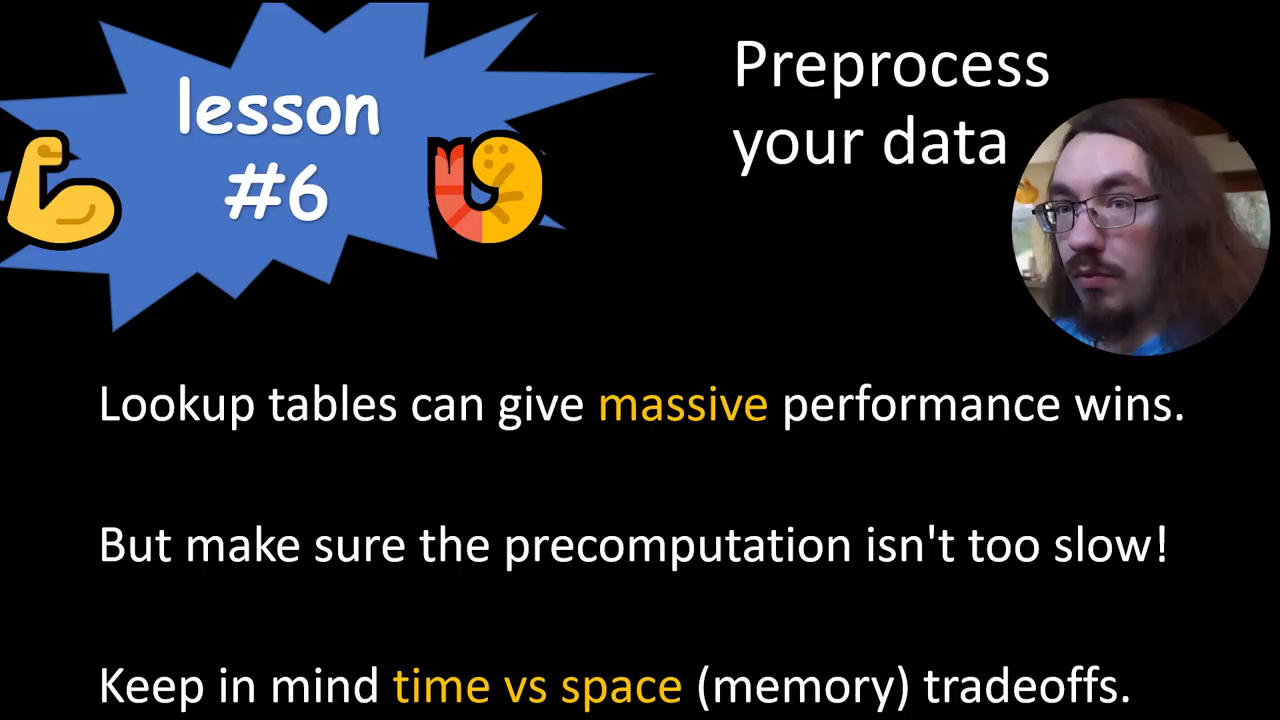 lesson
#6
Preprocess
your data
Lookup tables can give massive performance wins.
But make sure the precomputation isn't too slow!
Keep in mind time vs space (memory) tradeoffs.